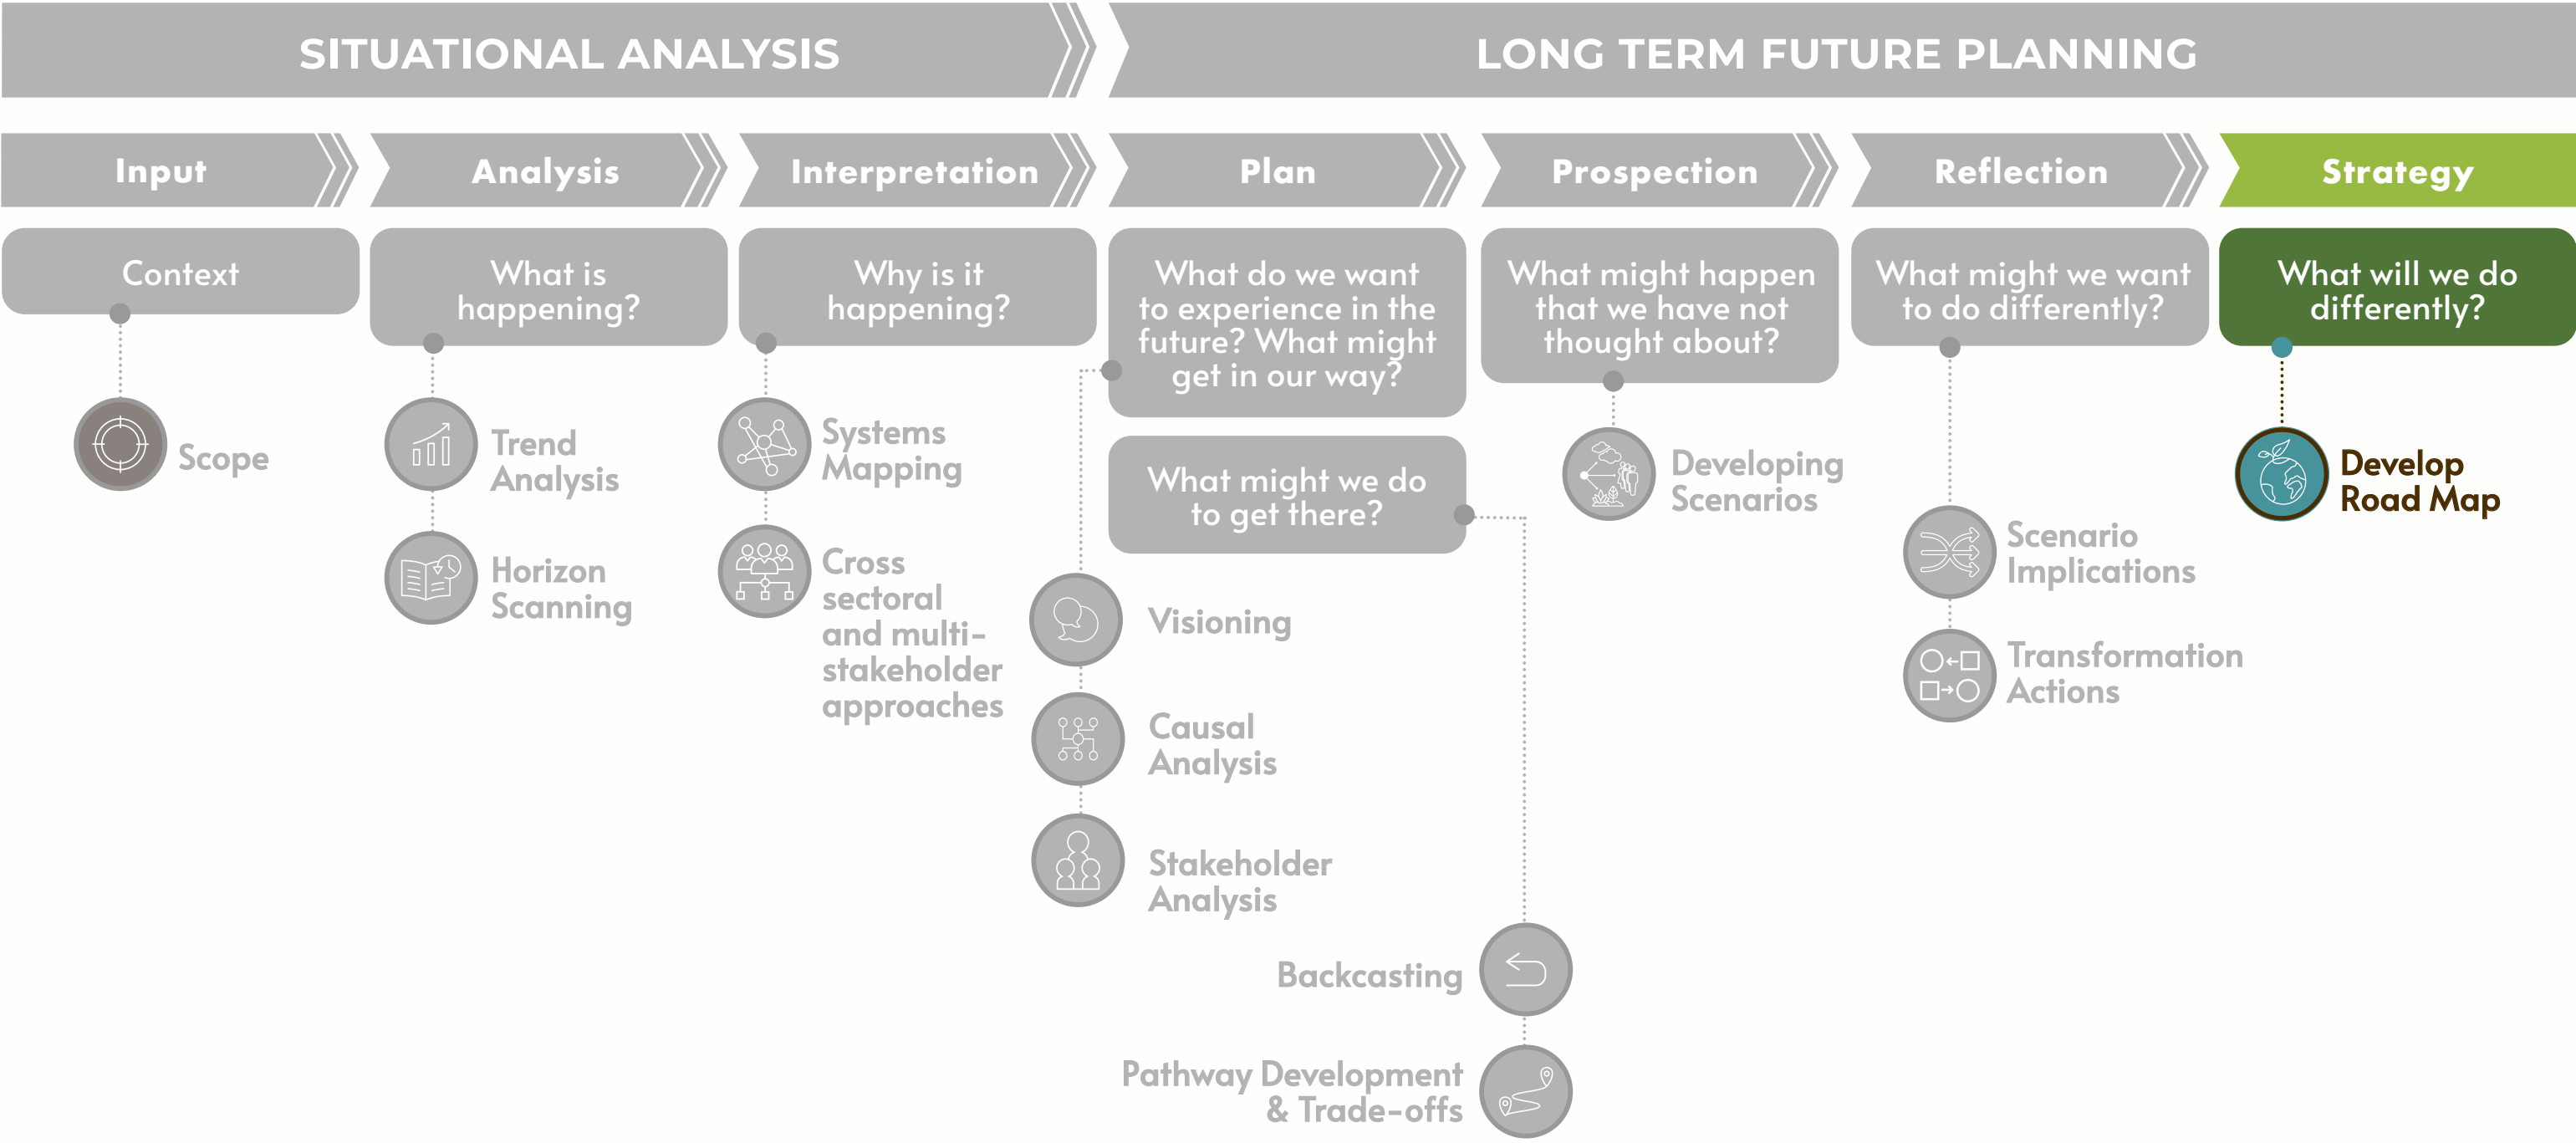 SITUATIONAL ANALYSIS
LONG TERM FUTURE PLANNING
Input
Analysis
Interpretation
Plan
Prospection
Reflection
Strategy
Context
Scope
What is
happening?
Trend
Analysis
Horizon
Scanning
Why is it
happening?
Systems
Mapping
Cross
sectoral
and multi-
stakeholder
approaches
What do we want
to experience in the
future? What might
get in our way?
Visioning
Causal
Analysis
Stakeholder
Analysis
What might we do
to get there?
Backcasting
Pathway Development
& Trade-offs
What might happen
that we have not
thought about?
Developing
Scenarios
What might we want
to do differently?
Scenario
Implications
Transformation
Actions
What will we do
differently?
Develop
Road Map